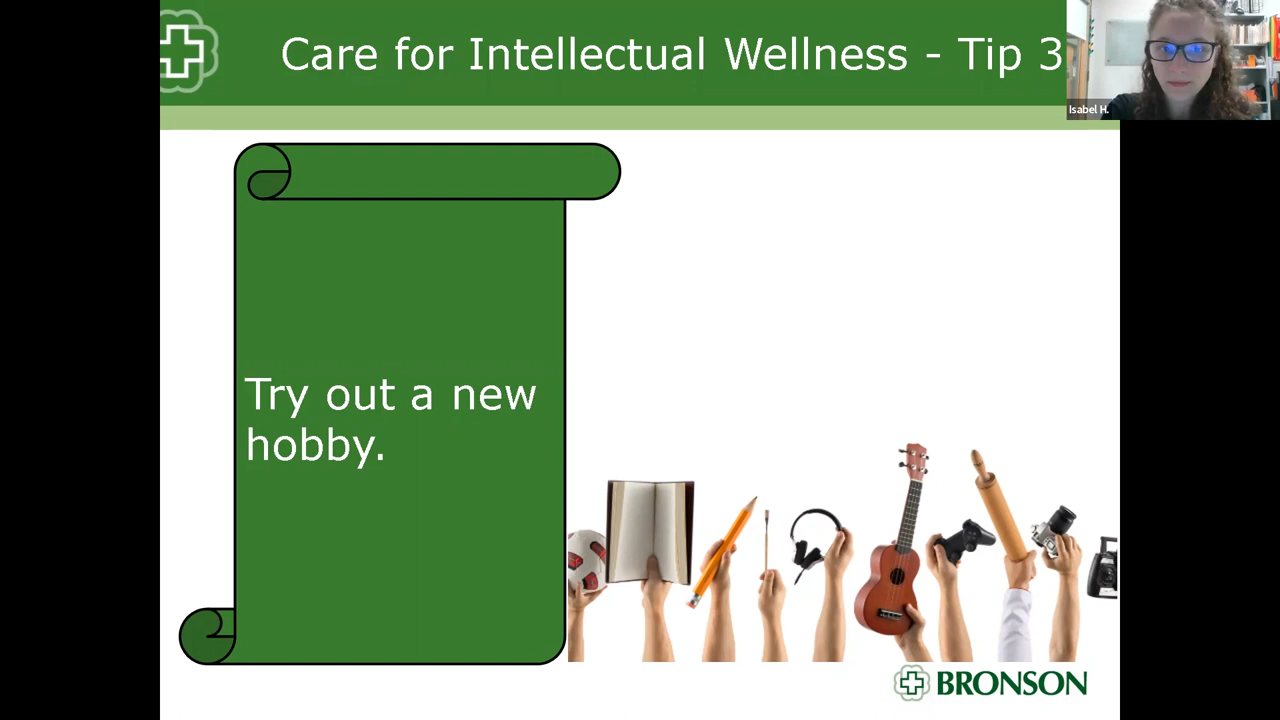 Care for Intellectual Wellness - Tip 3
Isabel H.
Try out a new
hobby.
BRONSON